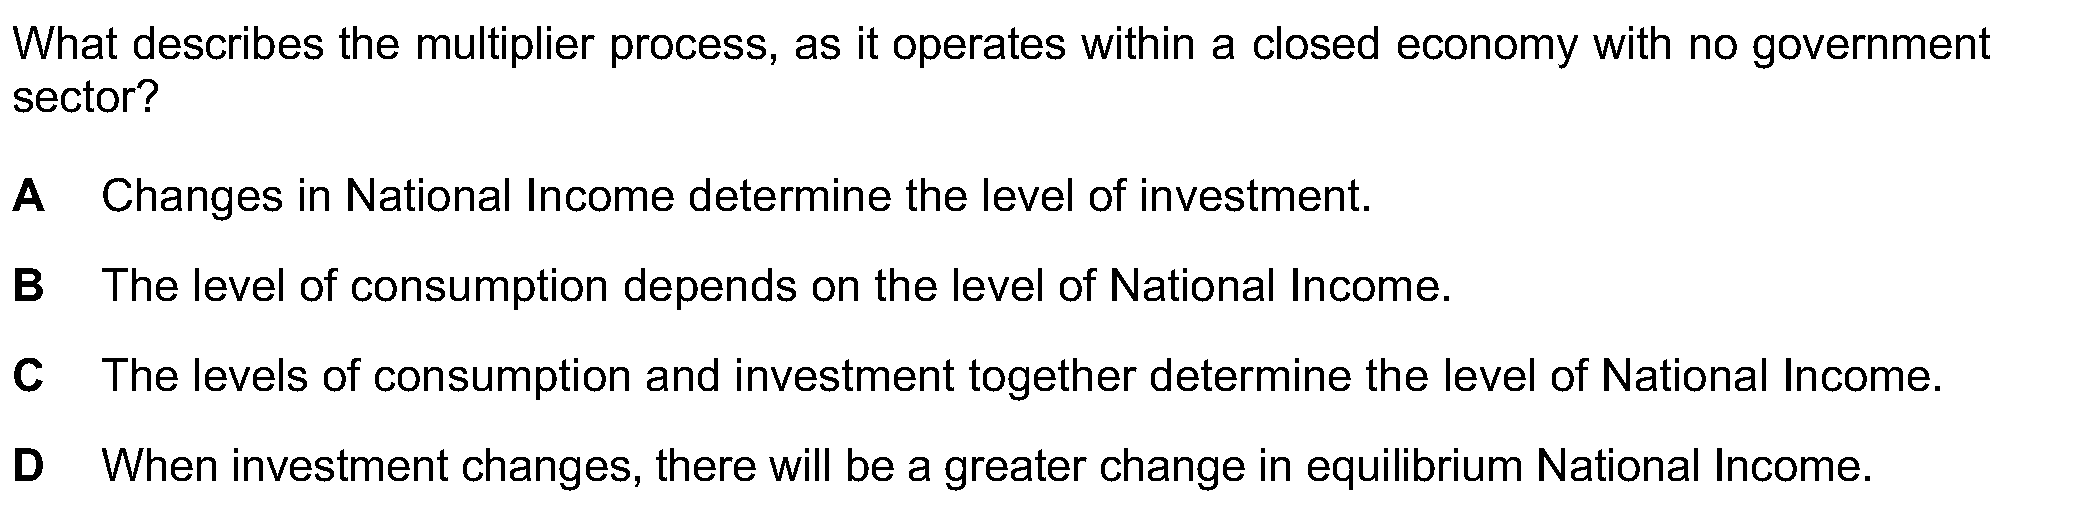 What describes the multiplier process, as it operates within a closed economy with no government
sector?
A Changes in National Income determine the level of investment.
B The level of consumption depends on the level of National Income.
C The levels of consumption and investment together determine the level of National Income.
D When investment changes, there will be a greater change in equilibrium National Income.